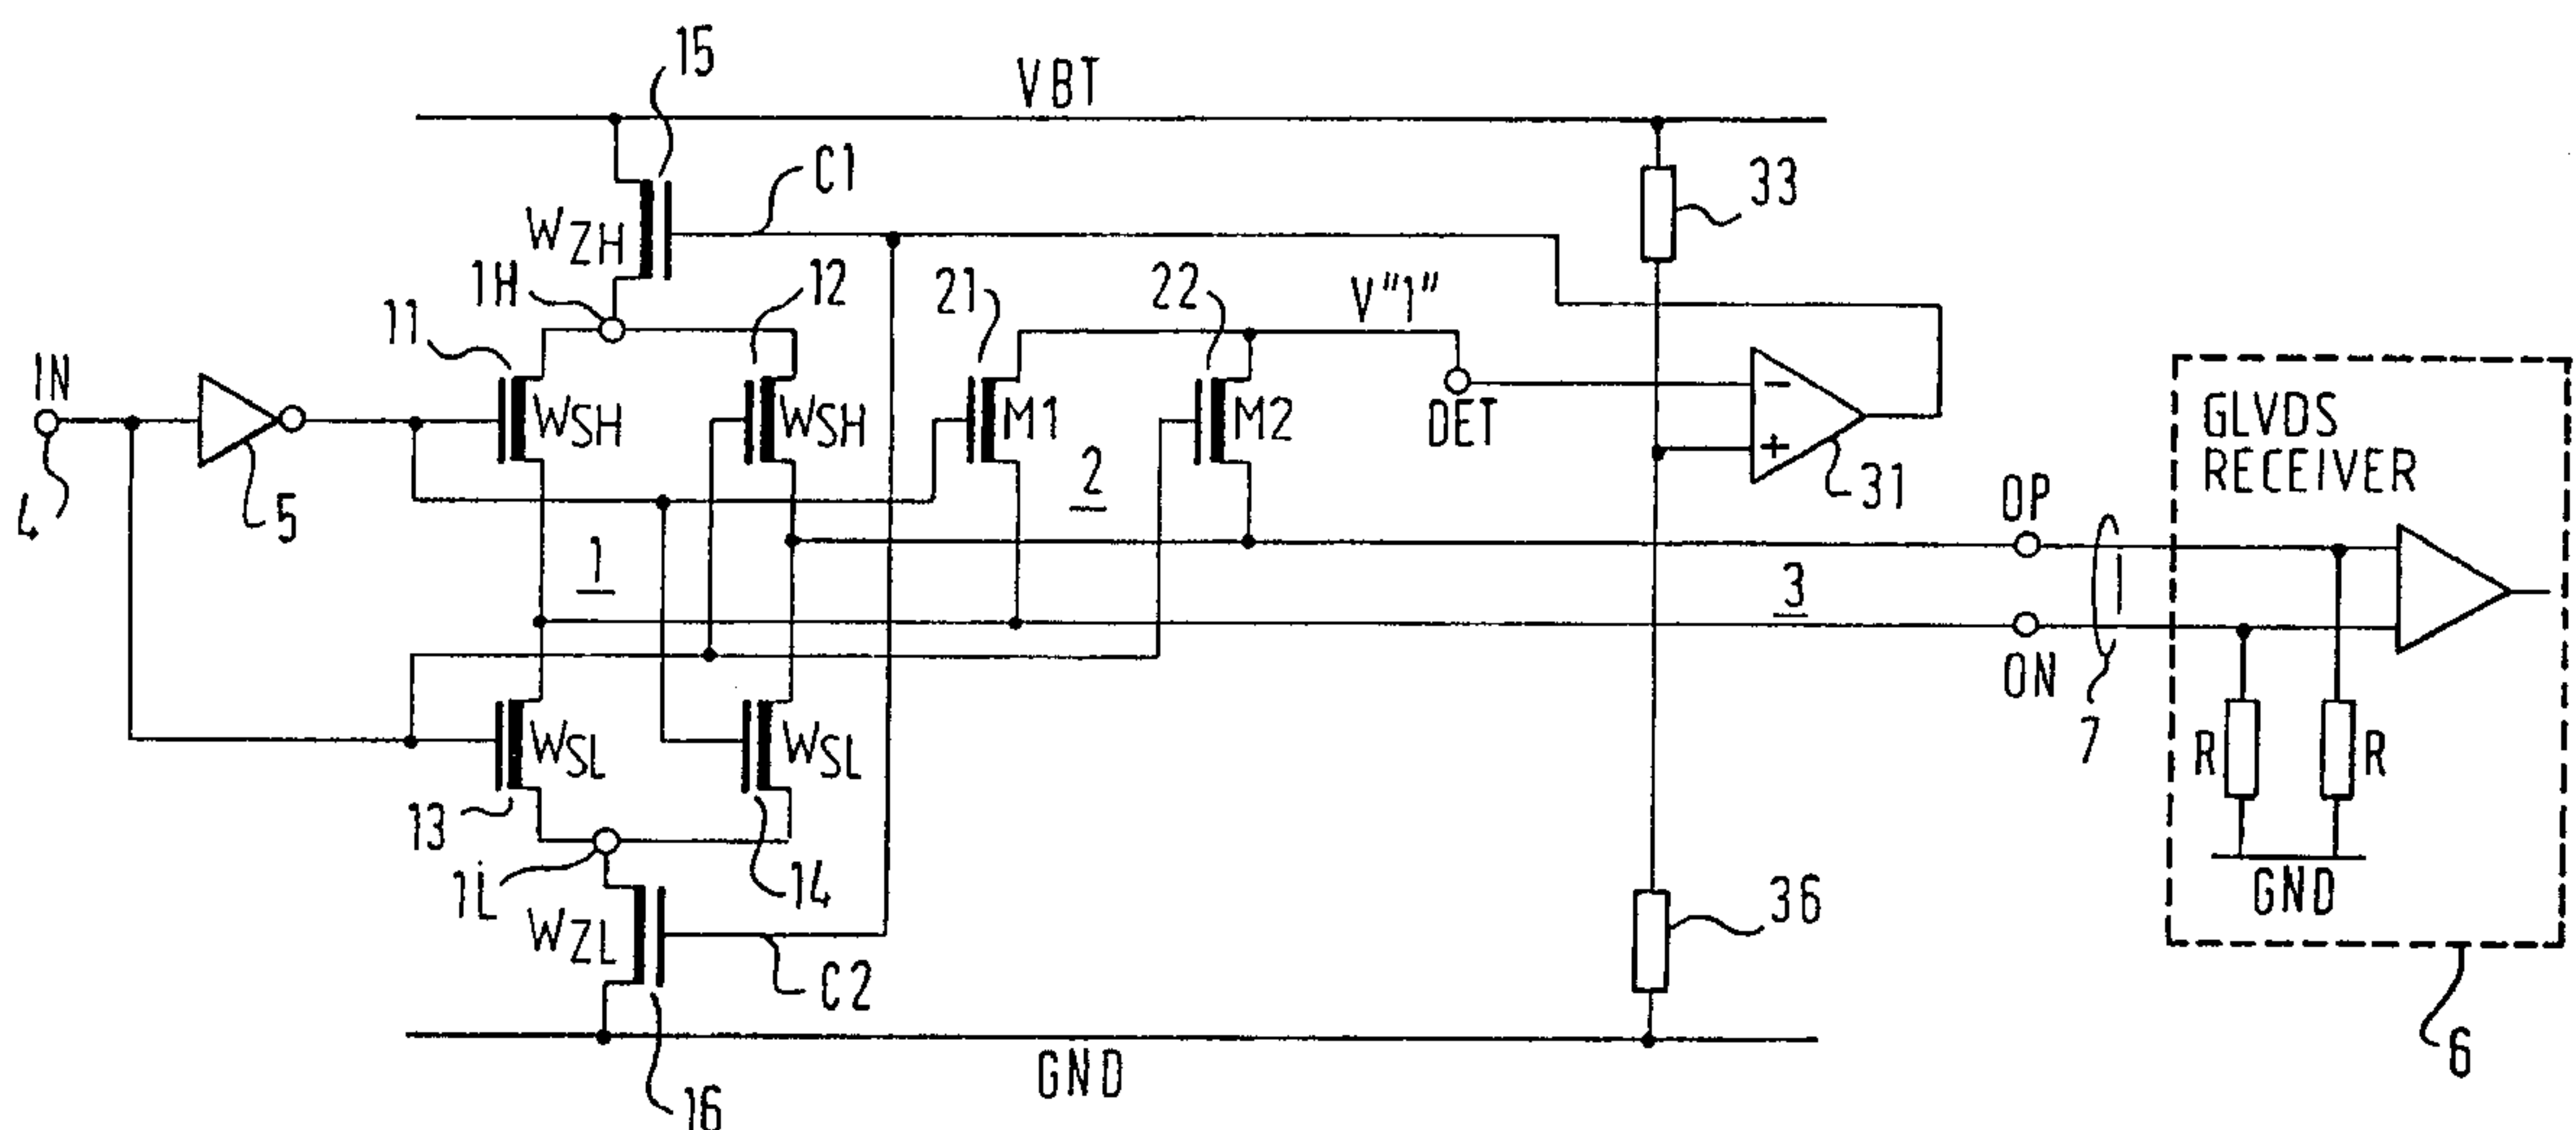 15
VBT
C1
33
WZH
1H
12
21
22
V"1"
11
IN
WSH
WSH
M1
M2
DET
-
+
GLVDS
RECEIVER
4
5
2
31
OP
1
3
ON
7
WSL
WSL
R
R
13
1L
14
GND
WZL
36
C2
6
GND
16